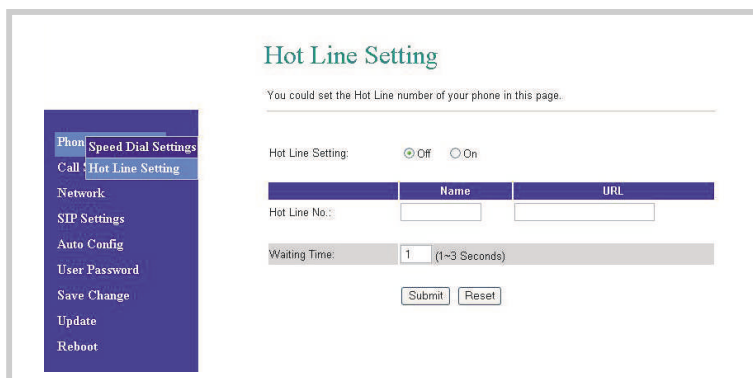 Hot Line Setting
You could set the Hot Line number of your phone in this page.
Phon
Speed Dial Settings
Call
Hot Line Setting
Network
SIP Settings
Auto Config
User Password
Save Change
Update
Reboot
Hot Line Setting: Off On
Name URL
Hot Line No.:
Waiting Time: 1 (1~3 Seconds)
Submit Reset